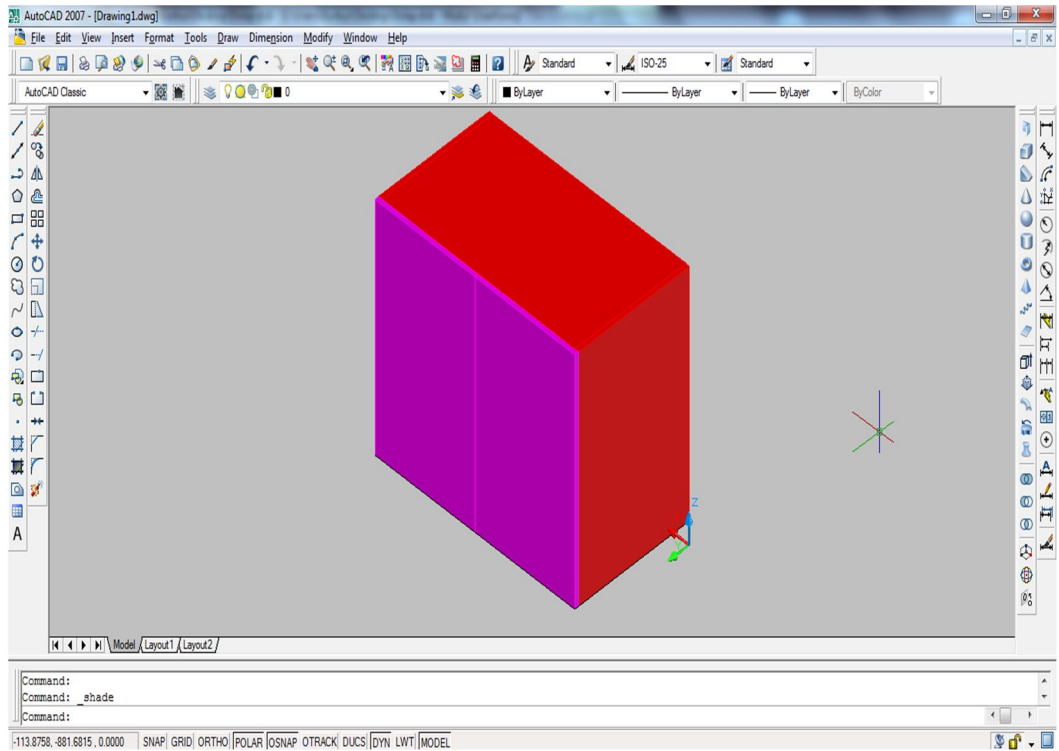 AutoCAD 2007 - [Drawing1.dwg]
File Edit View Insert Format Tools Draw Dimension Modify Window Help
Standard ISO-25 Standard
AutoCAD Classic 0 ByLayer ByLayer ByLayer ByColor
Z
A
A
Model Layout1 Layout2
Command:
Command: _shade
Command:
-113.8758, -881.6815 , 0.0000 SNAP GRID ORTHO POLAR OSNAP OTRACK DUCS DYN LWT MODEL